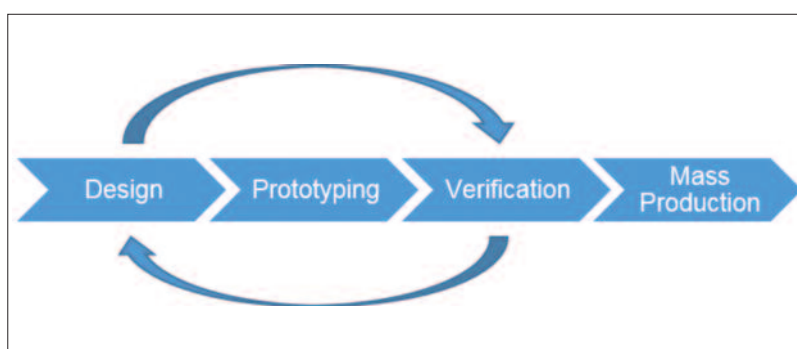 Design
Prototyping
Verification
Mass
Production